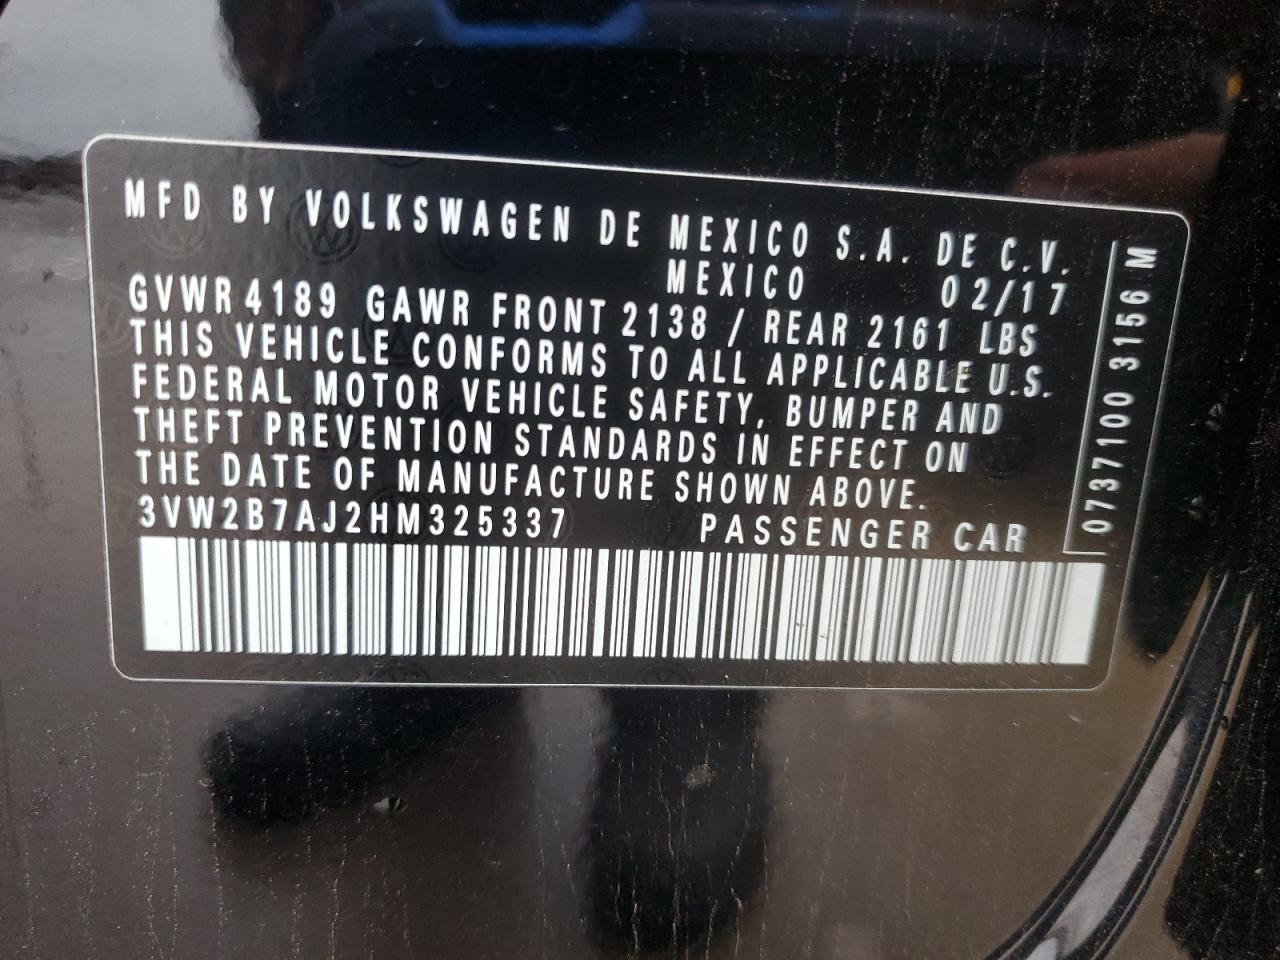 MFD BY VOLKSWAGEN DE MEXICO S.A. DE C.V.
MEXICO 02/17
GVWR 4189 GAWR FRONT 2138 / REAR 2161 LBS
THIS VEHICLE CONFORMS TO ALL APPLICABLE U.S.
FEDERAL MOTOR VEHICLE SAFETY, BUMPER AND
THEFT PREVENTION STANDARDS IN EFFECT ON
THE DATE OF MANUFACTURE SHOWN ABOVE.
3VW2B7AJ2HM325337 PASSENGER CAR
0737100 3156 M